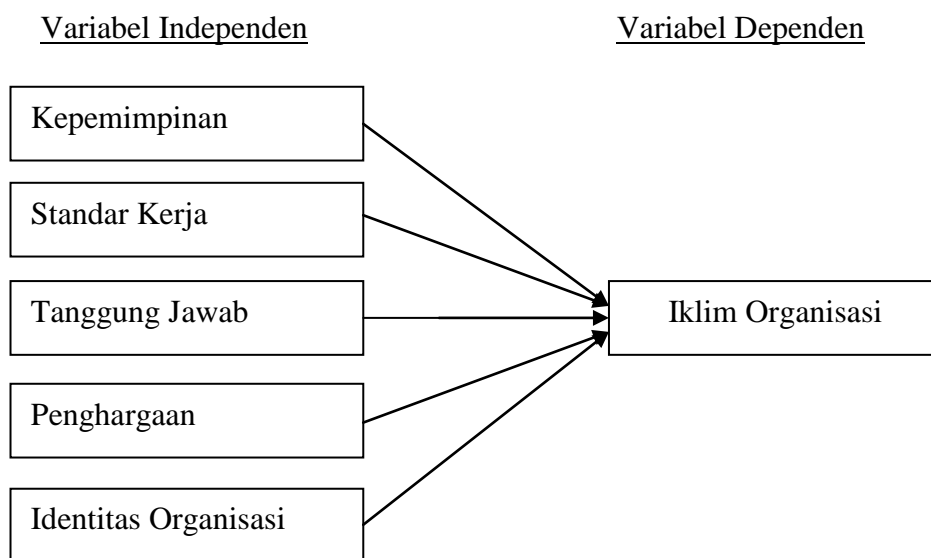 Variabel Independen
Variabel Dependen
Kepemimpinan
Standar Kerja
Tanggung Jawab
Iklim Organisasi
Penghargaan
Identitas Organisasi